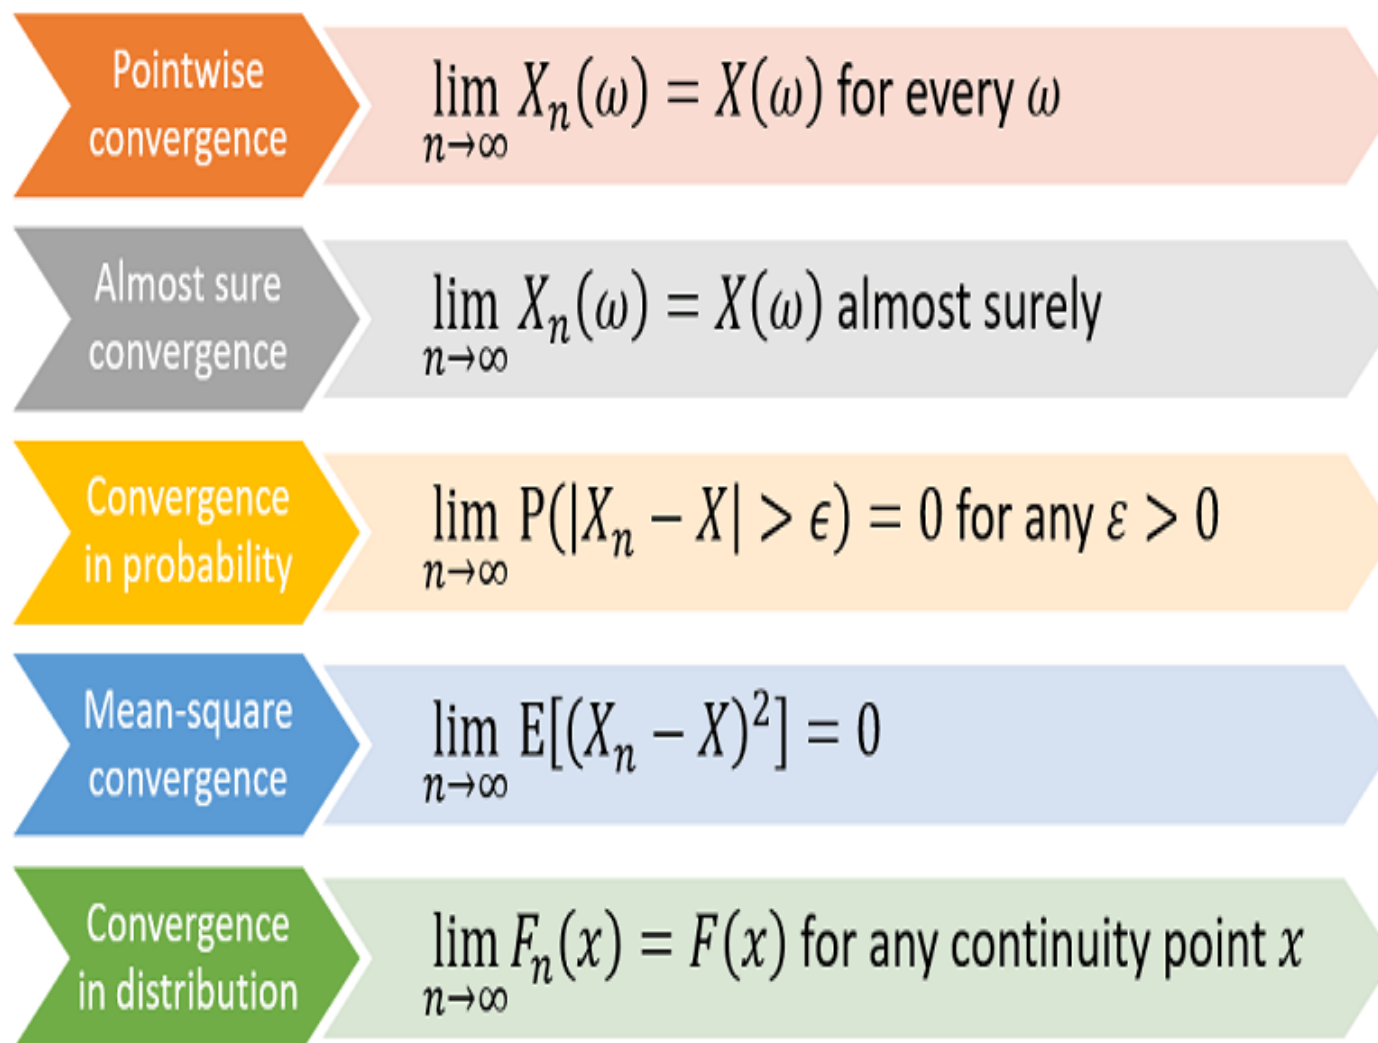 Pointwise
convergence
lim X_n(ω) = X(ω) for every ω
n→∞
Almost sure
convergence
lim X_n(ω) = X(ω) almost surely
n→∞
Convergence
in probability
lim P(|X_n − X| > ϵ) = 0 for any ε > 0
n→∞
Mean-square
convergence
lim E[(X_n − X)²] = 0
n→∞
Convergence
in distribution
lim F_n(x) = F(x) for any continuity point x
n→∞